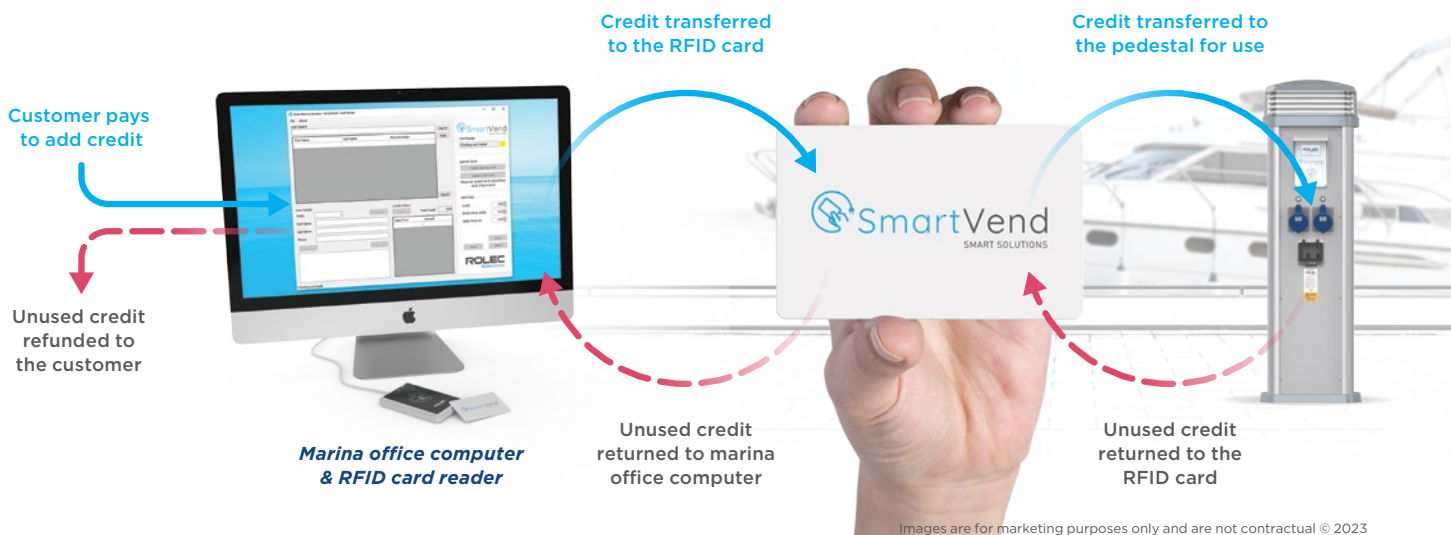 Credit transferred
to the RFID card
Credit transferred to
the pedestal for use
Customer pays
to add credit
SmartVend
ROLEC
SmartVend
SMART SOLUTIONS
ROLEC
Unused credit
refunded to
the customer
Marina office computer
& RFID card reader
Unused credit
returned to marina
office computer
Unused credit
returned to the
RFID card
Images are for marketing purposes only and are not contractual © 2023